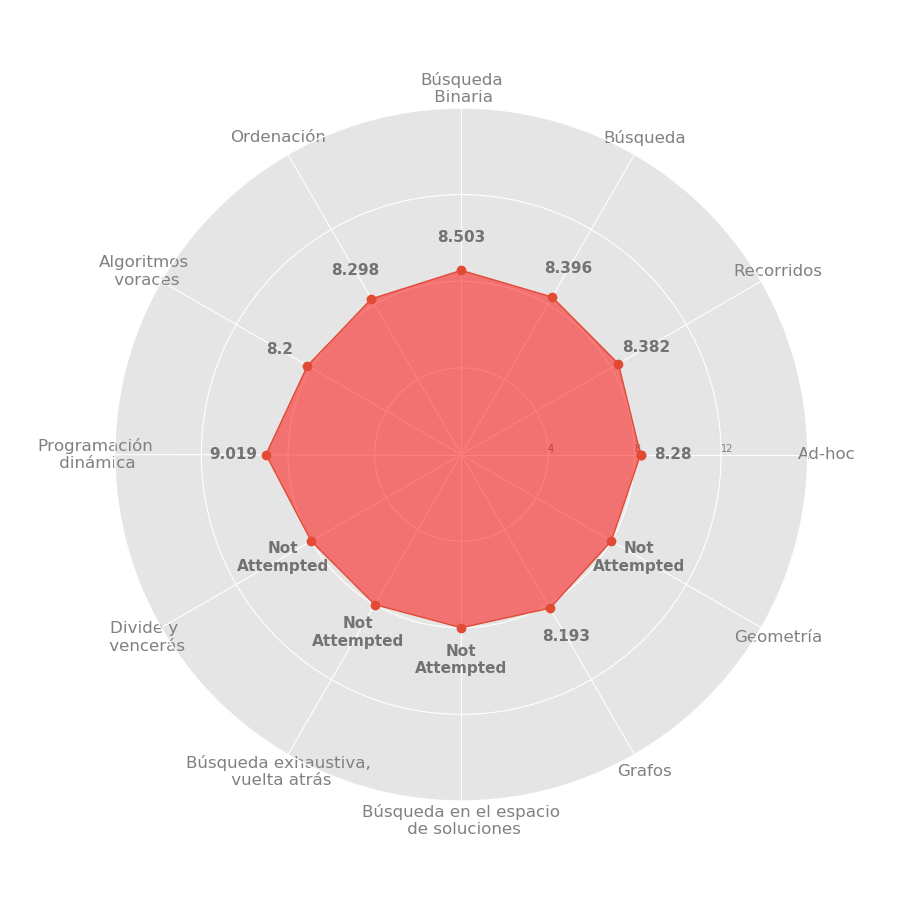 Búsqueda
Binaria
Ordenación
Búsqueda
8.503
8.298
8.396
Algoritmos
voraces
Recorridos
8.2
8.382
Programación
dinámica
9.019
4
8
12
8.28
Ad-hoc
Not
Attempted
Not
Attempted
Not
Attempted
Not
Attempted
8.193
Divide y
vencerás
Geometría
Búsqueda exhaustiva,
vuelta atrás
Grafos
Búsqueda en el espacio
de soluciones